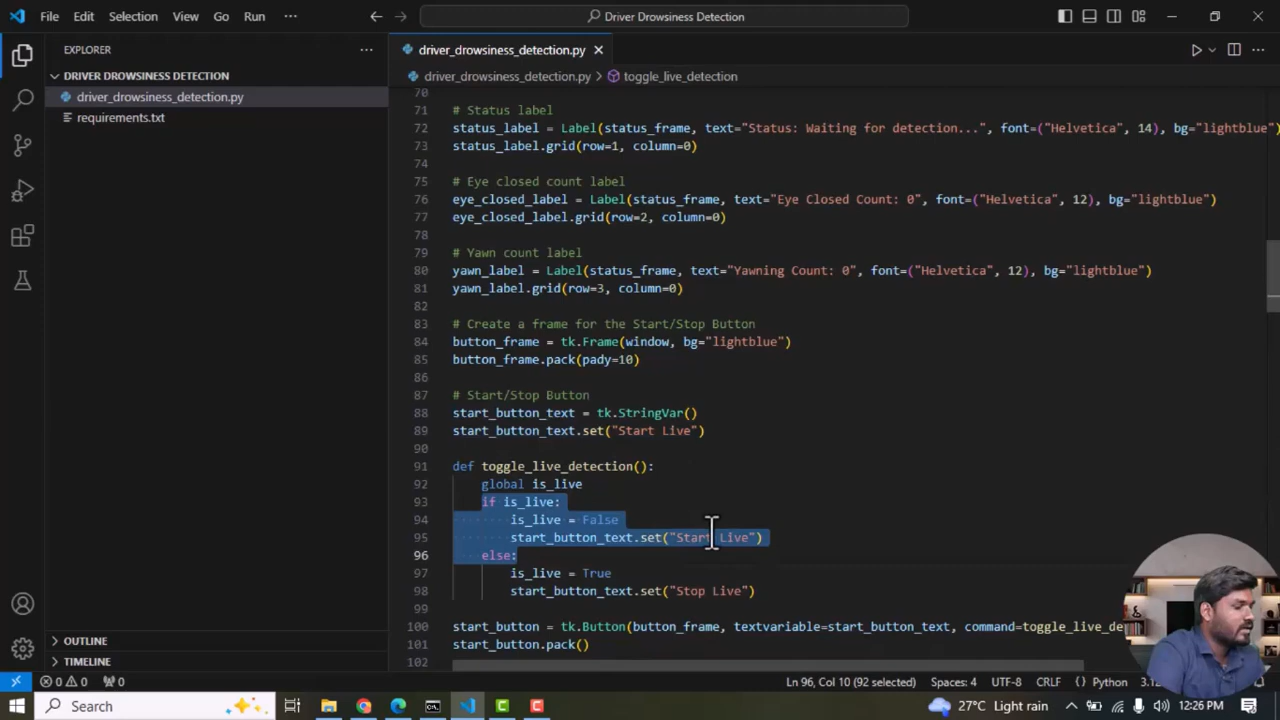 File Edit Selection View Go Run ··· Driver Drowsiness Detection
EXPLORER
DRIVER DROWSINESS DETECTION
driver_drowsiness_detection.py
requirements.txt
OUTLINE
TIMELINE
driver_drowsiness_detection.py
driver_drowsiness_detection.py > toggle_live_detection
70
71 # Status label
72 status_label = Label(status_frame, text="Status: Waiting for detection...", font=("Helvetica", 14), bg="lightblue")
73 status_label.grid(row=1, column=0)
74
75 # Eye closed count label
76 eye_closed_label = Label(status_frame, text="Eye Closed Count: 0", font=("Helvetica", 12), bg="lightblue")
77 eye_closed_label.grid(row=2, column=0)
78
79 # Yawn count label
80 yawn_label = Label(status_frame, text="Yawning Count: 0", font=("Helvetica", 12), bg="lightblue")
81 yawn_label.grid(row=3, column=0)
82
83 # Create a frame for the Start/Stop Button
84 button_frame = tk.Frame(window, bg="lightblue")
85 button_frame.pack(pady=10)
86
87 # Start/Stop Button
88 start_button_text = tk.StringVar()
89 start_button_text.set("Start Live")
90
91 def toggle_live_detection():
92 global is_live
93 if is_live:
94 is_live = False
95 start_button_text.set("Start Live")
96 else:
97 is_live = True
98 start_button_text.set("Stop Live")
99
100 start_button = tk.Button(button_frame, textvariable=start_button_text, command=toggle_live_de
101 start_button.pack()
102
0 0 0 Ln 96, Col 10 (92 selected) Spaces: 4 UTF-8 CRLF {} Python
Search 27°C Light rain 12:26 PM